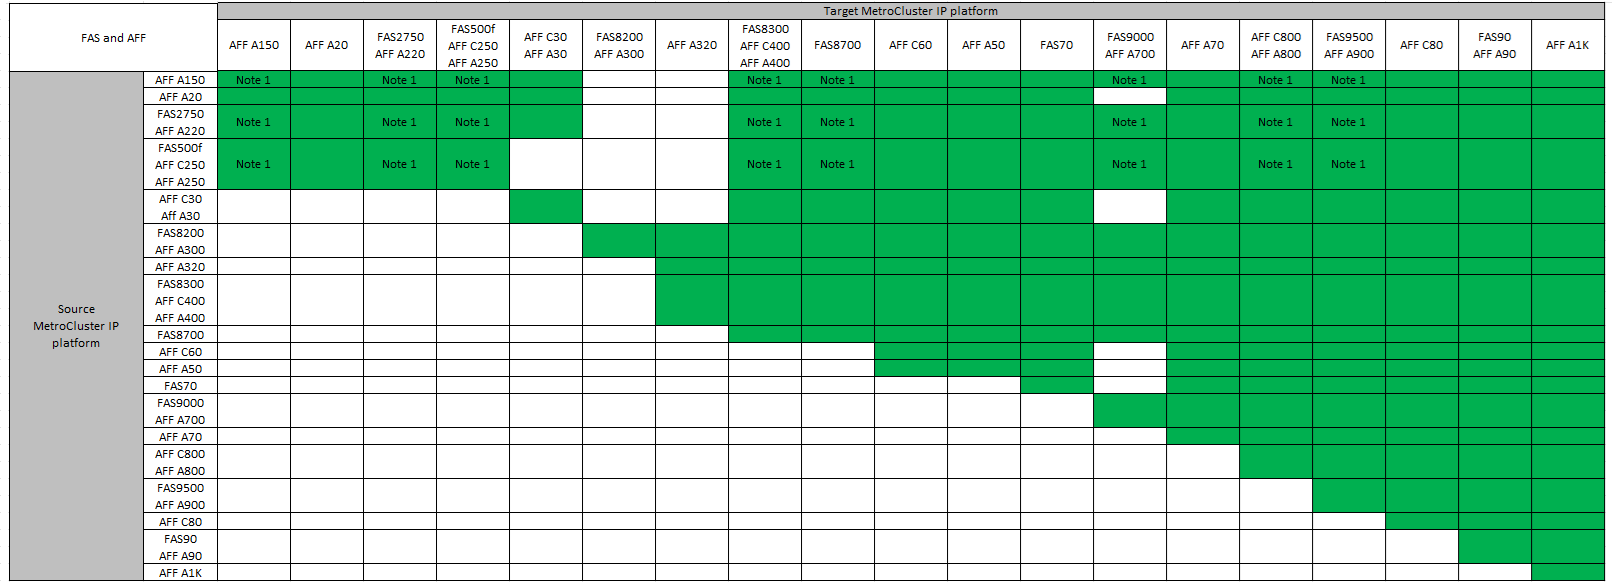 Target MetroCluster IP platform
FAS and AFF
AFF A150
AFF A20
FAS2750
AFF A220
FAS500f
AFF C250
AFF A250
AFF C30
AFF A30
FAS8200
AFF A300
AFF A320
FAS8300
AFF C400
AFF A400
FAS8700
AFF C60
AFF A50
FAS70
FAS9000
AFF A700
AFF A70
AFF C800
AFF A800
FAS9500
AFF A900
AFF C80
FAS90
AFF A90
AFF A1K
Source
MetroCluster IP
platform
AFF A150 Note 1 Note 1 Note 1 Note 1 Note 1 Note 1 Note 1 Note 1
AFF A20
FAS2750
AFF A220
Note 1 Note 1 Note 1 Note 1 Note 1 Note 1 Note 1 Note 1
FAS500f
AFF C250
AFF A250
Note 1 Note 1 Note 1 Note 1 Note 1 Note 1 Note 1 Note 1
AFF C30
Aff A30
FAS8200
AFF A300
AFF A320
FAS8300
AFF C400
AFF A400
FAS8700
AFF C60
AFF A50
FAS70
FAS9000
AFF A700
AFF A70
AFF C800
AFF A800
FAS9500
AFF A900
AFF C80
FAS90
AFF A90
AFF A1K